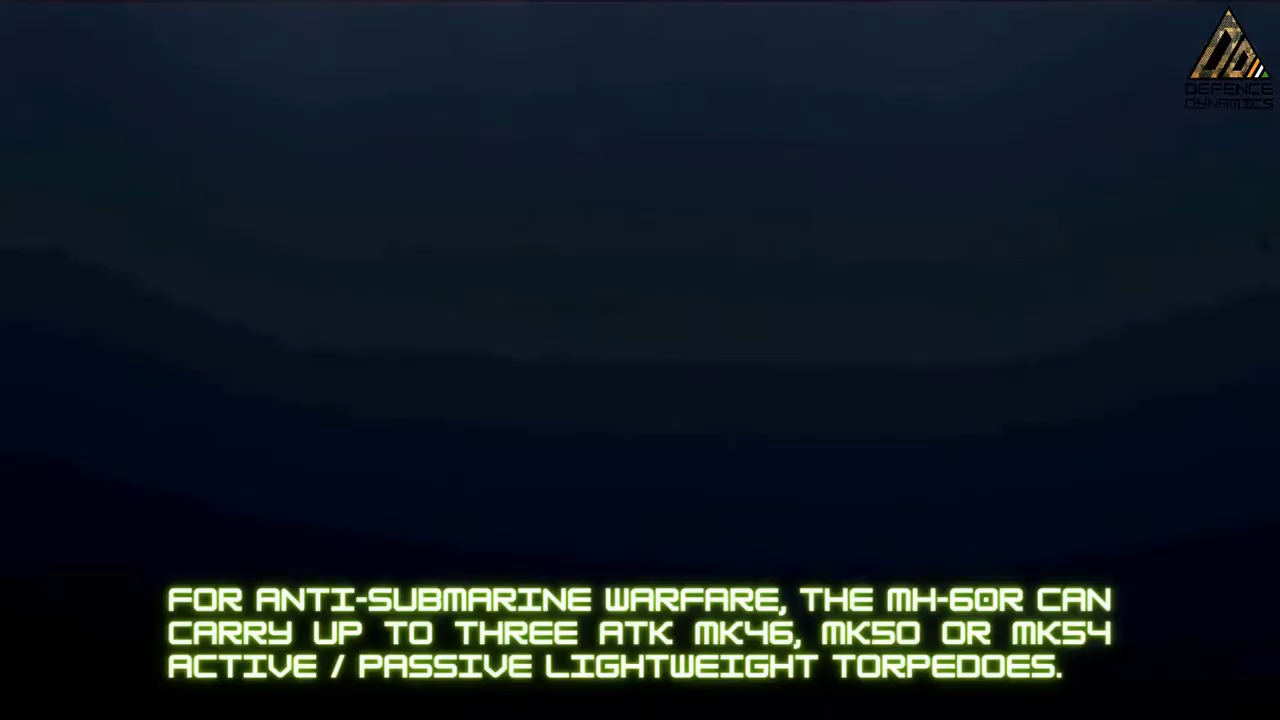 DEFENCE
DYNAMICS
FOR ANTI-SUBMARINE WARFARE, THE MH-60R CAN
CARRY UP TO THREE ATK MK46, MK50 OR MK54
ACTIVE / PASSIVE LIGHTWEIGHT TORPEDOES.